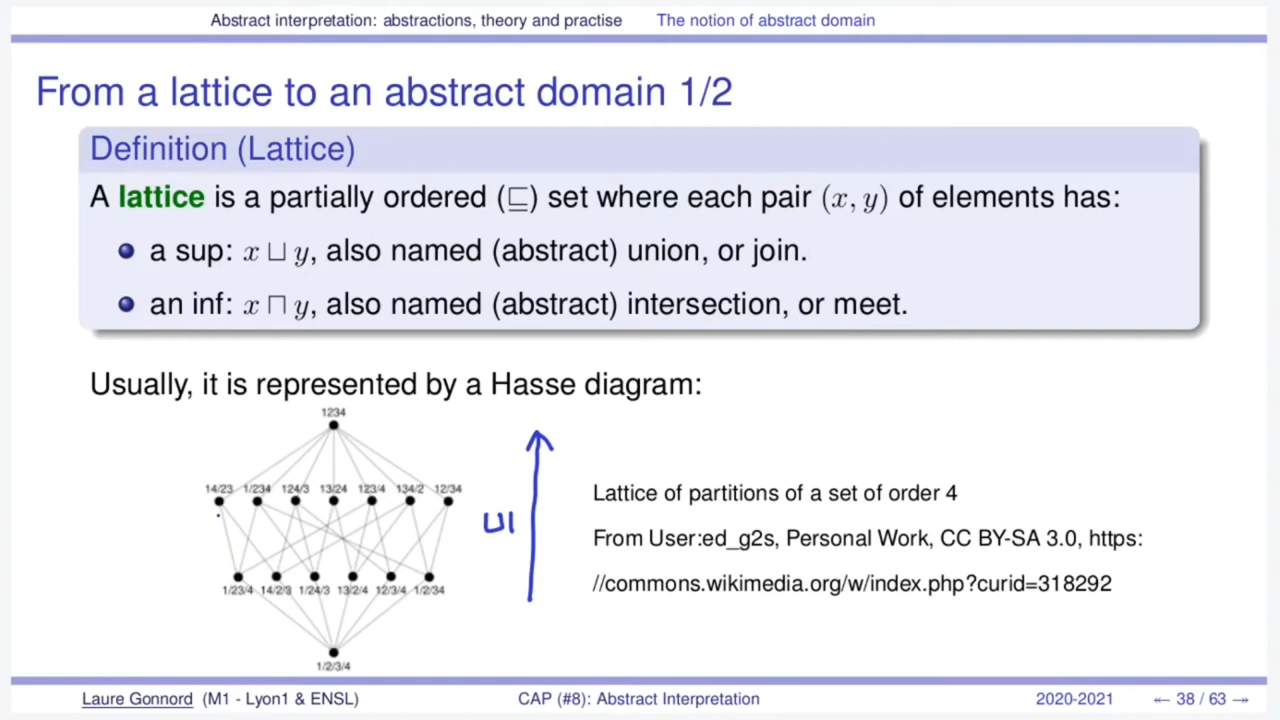 Abstract interpretation: abstractions, theory and practise The notion of abstract domain
From a lattice to an abstract domain 1/2
Definition (Lattice)
A lattice is a partially ordered (⊑) set where each pair (x, y) of elements has:
a sup: x ⊔ y, also named (abstract) union, or join.
an inf: x ⊓ y, also named (abstract) intersection, or meet.
Usually, it is represented by a Hasse diagram:
1234
14/23 1/234 124/3 13/24 123/4 134/2 12/34
1/23/4 14/2/3 1/24/3 13/2/4 12/3/4 1/2/34
1/2/3/4
Lattice of partitions of a set of order 4
From User:ed_g2s, Personal Work, CC BY-SA 3.0, https:
//commons.wikimedia.org/w/index.php?curid=318292
Laure Gonnord (M1 - Lyon1 & ENSL) CAP (#8): Abstract Interpretation 2020-2021 ← 38 / 63 →